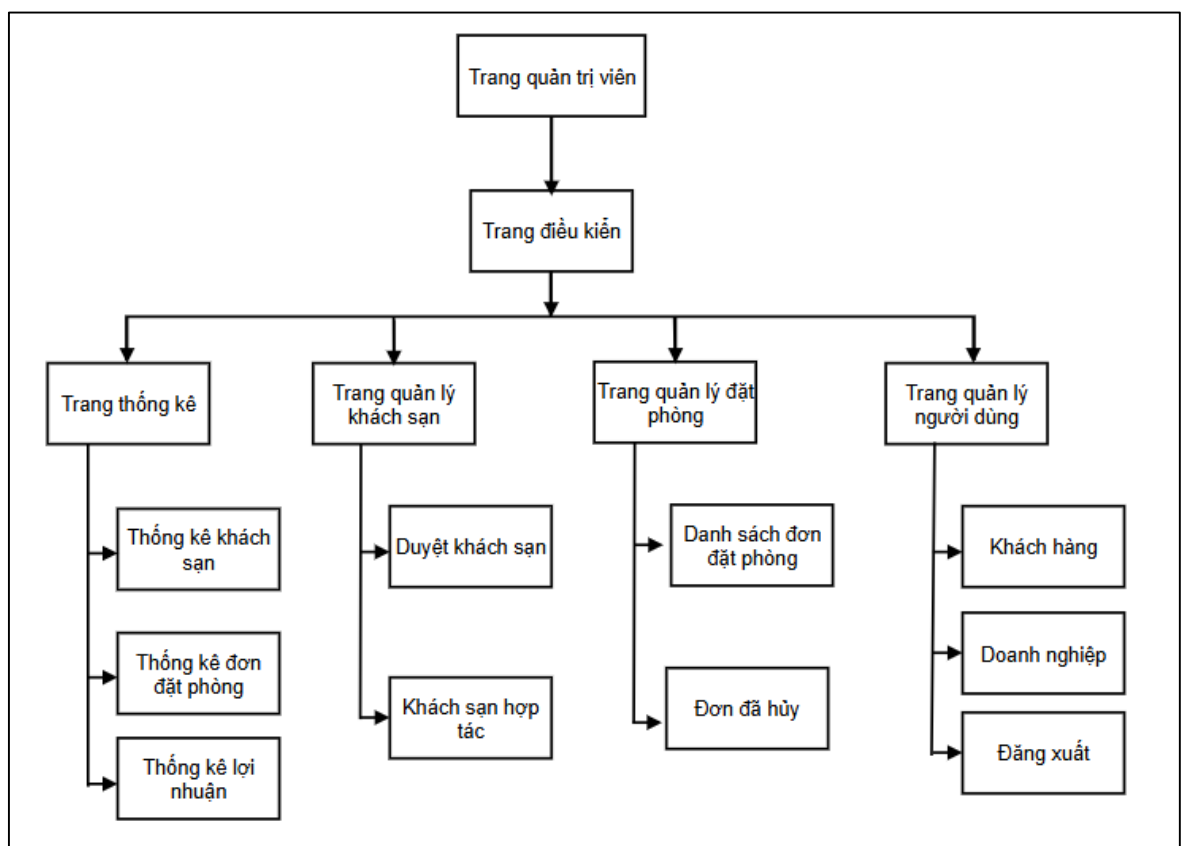 Trang quản trị viên
Trang điều kiển
Trang thống kê
Trang quản lý
khách sạn
Trang quản lý đặt
phòng
Trang quản lý
người dùng
Thống kê khách
sạn
Thống kê đơn
đặt phòng
Thống kê lợi
nhuận
Duyệt khách sạn
Khách sạn hợp
tác
Danh sách đơn
đặt phòng
Đơn đã hủy
Khách hàng
Doanh nghiệp
Đăng xuất